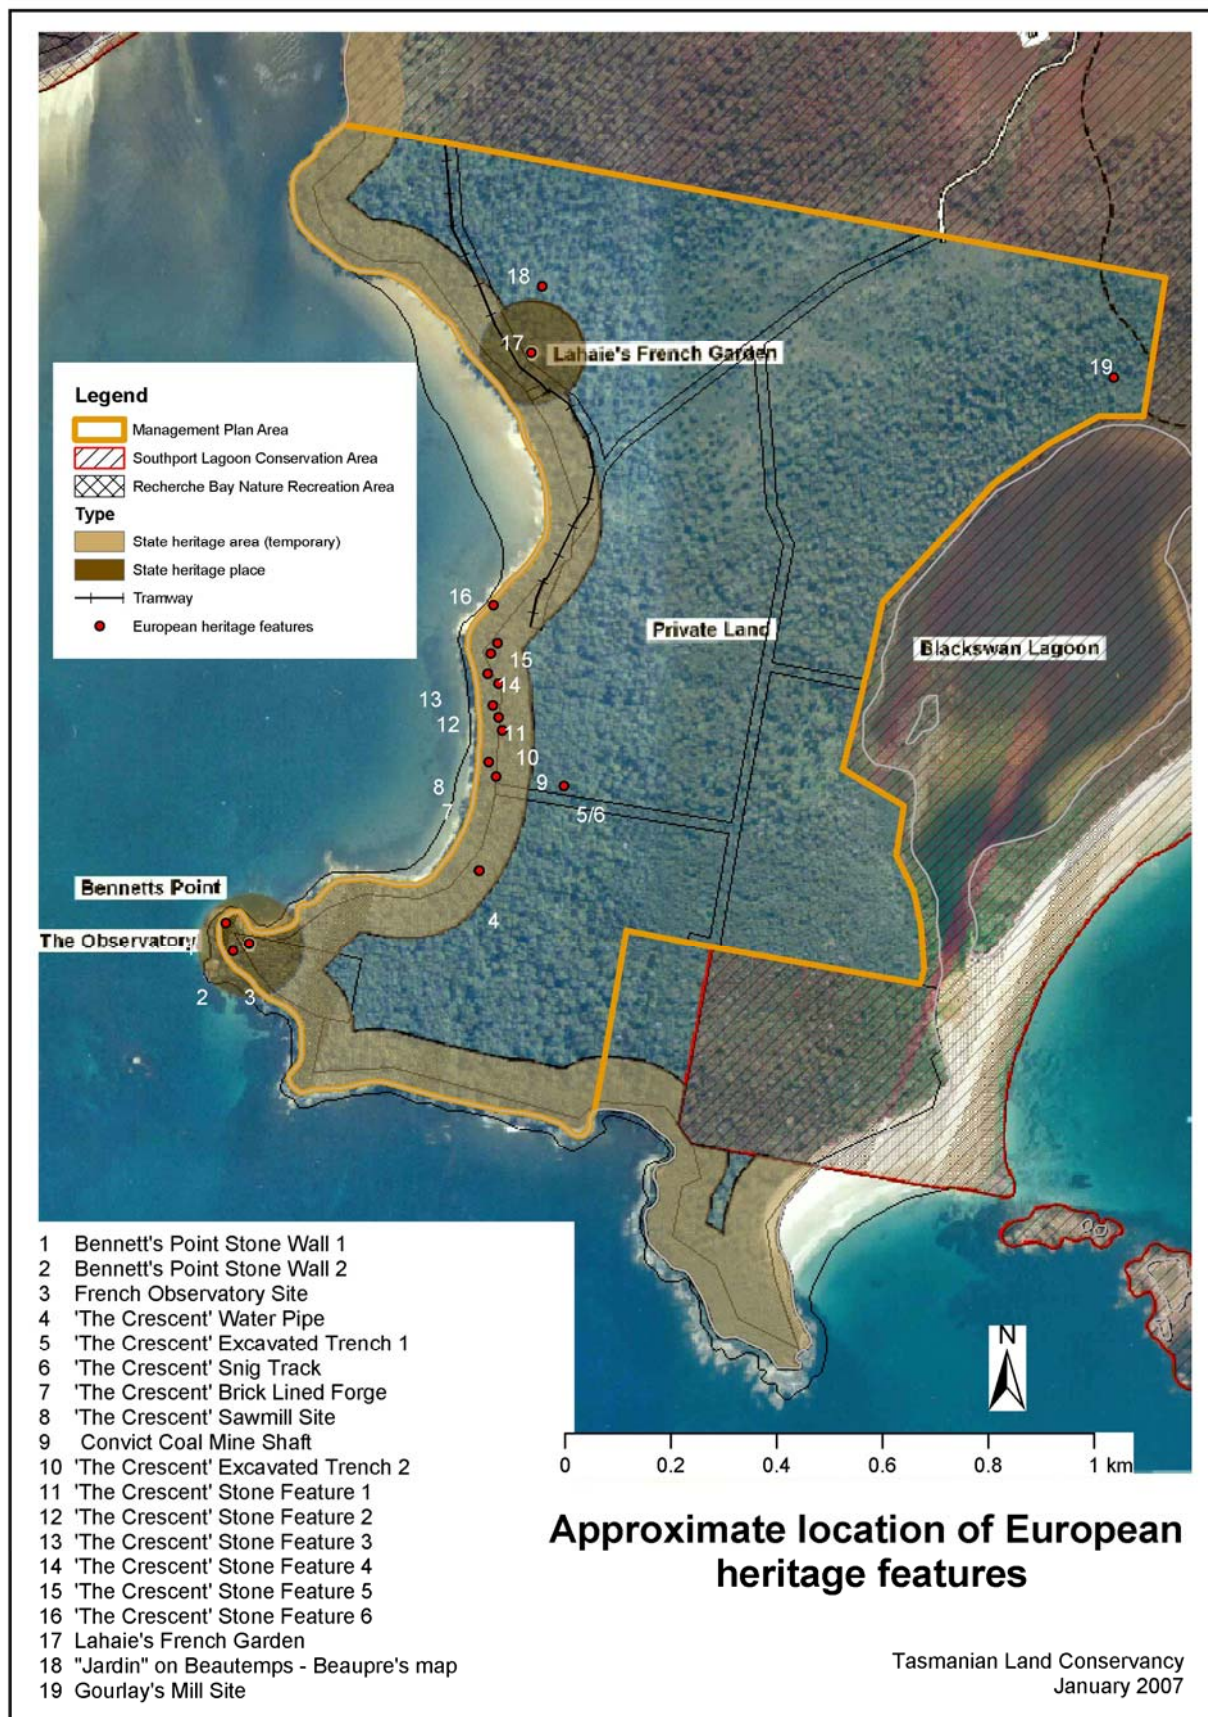 18
17
Lahaie's French Garden
19
Legend
Management Plan Area
Southport Lagoon Conservation Area
Recherche Bay Nature Recreation Area
Type
State heritage area (temporary)
State heritage place
Tramway
European heritage features
16
Private Land
15
Blackswan Lagoon
14
13
12
11
10
9
8
7
5/6
Bennetts Point
4
The Observatory
2
3
N
0 0.2 0.4 0.6 0.8 1 km
1 Bennett's Point Stone Wall 1
2 Bennett's Point Stone Wall 2
3 French Observatory Site
4 'The Crescent' Water Pipe
5 'The Crescent' Excavated Trench 1
6 'The Crescent' Snig Track
7 'The Crescent' Brick Lined Forge
8 'The Crescent' Sawmill Site
9 Convict Coal Mine Shaft
10 'The Crescent' Excavated Trench 2
11 'The Crescent' Stone Feature 1
12 'The Crescent' Stone Feature 2
13 'The Crescent' Stone Feature 3
14 'The Crescent' Stone Feature 4
15 'The Crescent' Stone Feature 5
16 'The Crescent' Stone Feature 6
17 Lahaie's French Garden
18 "Jardin" on Beautemps - Beaupre's map
19 Gourlay's Mill Site
Approximate location of European
heritage features
Tasmanian Land Conservancy
January 2007